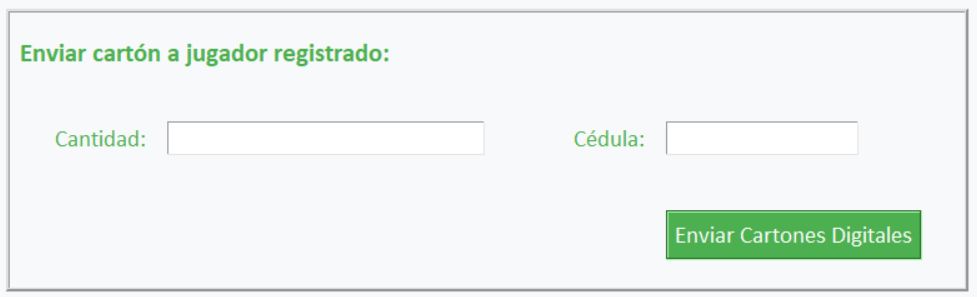 Enviar cartón a jugador registrado:
Cantidad: Cédula:
Enviar Cartones Digitales